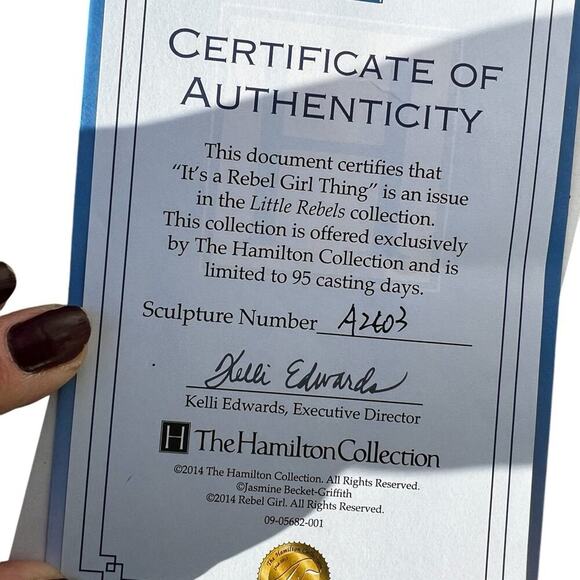 CERTIFICATE OF
AUTHENTICITY
This document certifies that
“It's a Rebel Girl Thing” is an issue
in the Little Rebels collection.
This collection is offered exclusively
by The Hamilton Collection and is
limited to 95 casting days.
Sculpture Number A2603
Kelli Edwards
Kelli Edwards, Executive Director
H The Hamilton Collection
©2014 The Hamilton Collection. All Rights Reserved.
©Jasmine Becket-Griffith
©2014 Rebel Girl. All Rights Reserved.
09-05682-001
The Hamilton